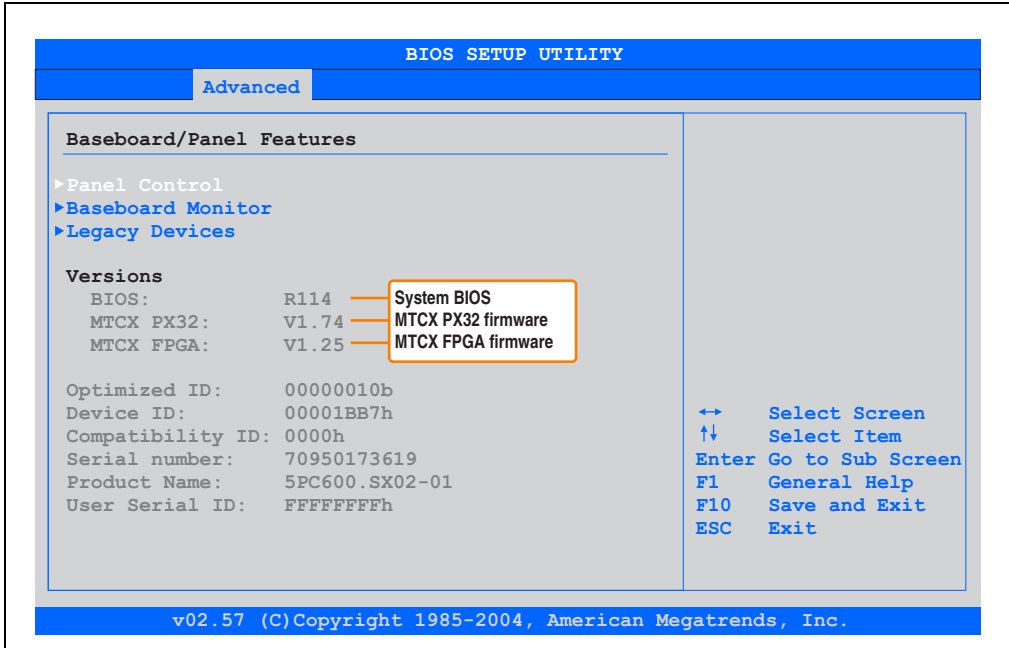 BIOS SETUP UTILITY
Advanced
Baseboard/Panel Features
▶Panel Control
▶Baseboard Monitor
▶Legacy Devices
Versions
BIOS: R114 System BIOS
MTCX PX32: V1.74 MTCX PX32 firmware
MTCX FPGA: V1.25 MTCX FPGA firmware
Optimized ID: 00000010b
Device ID: 00001BB7h
Compatibility ID: 0000h
Serial number: 70950173619
Product Name: 5PC600.SX02-01
User Serial ID: FFFFFFFFh
↔ Select Screen
↑↓ Select Item
Enter Go to Sub Screen
F1 General Help
F10 Save and Exit
ESC Exit
v02.57 (C)Copyright 1985-2004, American Megatrends, Inc.